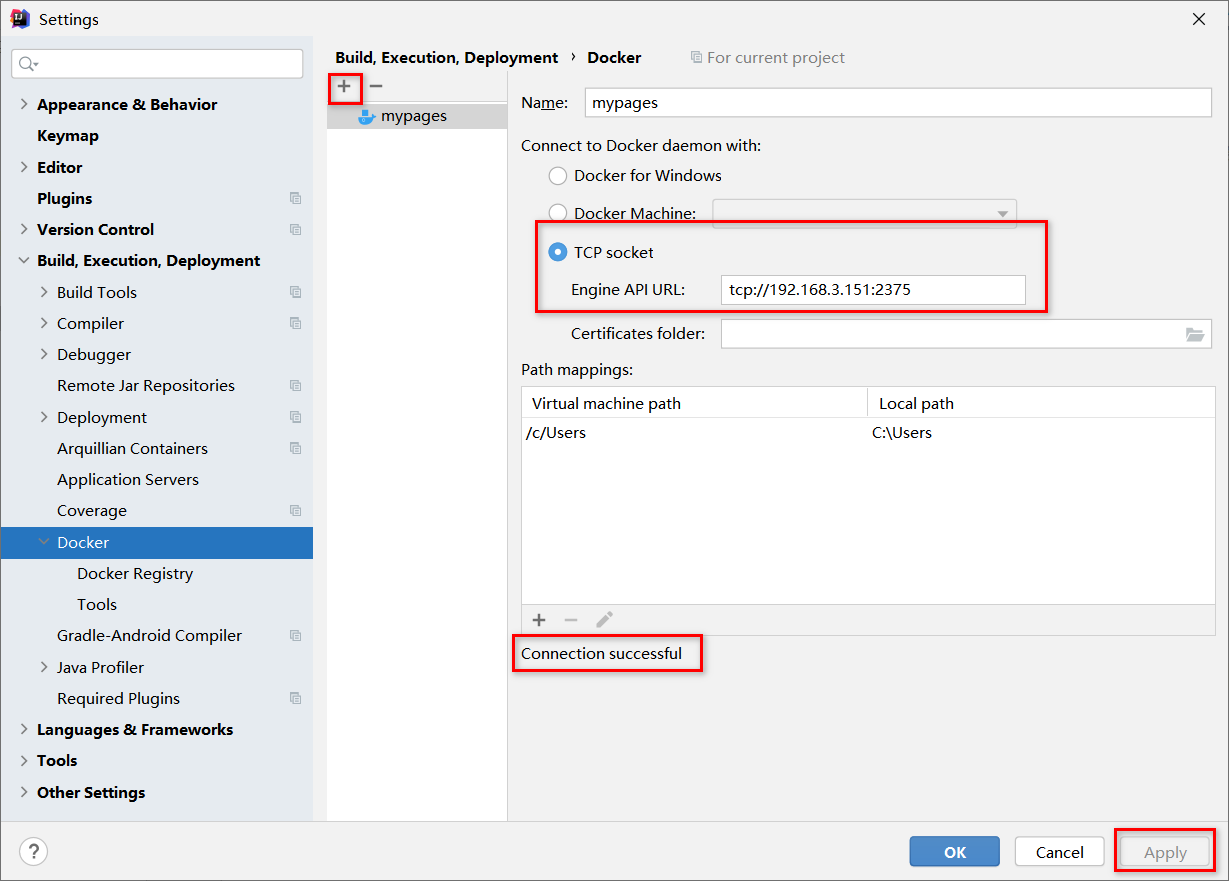 Settings
Appearance & Behavior
Keymap
Editor
Plugins
Version Control
Build, Execution, Deployment
Build Tools
Compiler
Debugger
Remote Jar Repositories
Deployment
Arquillian Containers
Application Servers
Coverage
Docker
Docker Registry
Tools
Gradle-Android Compiler
Java Profiler
Required Plugins
Languages & Frameworks
Tools
Other Settings
Build, Execution, Deployment › Docker For current project
mypages
Name: mypages
Connect to Docker daemon with:
Docker for Windows
Docker Machine:
TCP socket
Engine API URL: tcp://192.168.3.151:2375
Certificates folder:
Path mappings:
Virtual machine path Local path
/c/Users C:\Users
Connection successful
? OK Cancel Apply